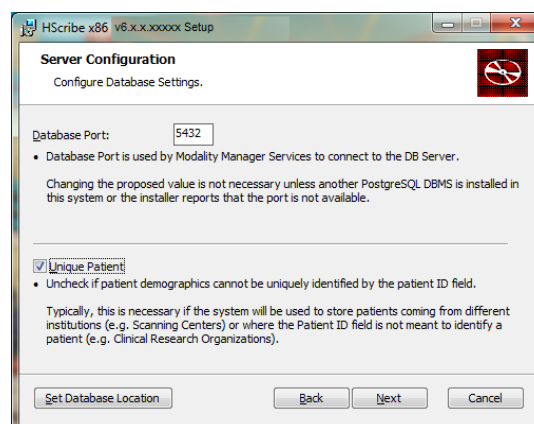 HScribe x86 v6.x.x.xxxxx Setup
Server Configuration
Configure Database Settings.
Database Port: 5432
• Database Port is used by Modality Manager Services to connect to the DB Server.
Changing the proposed value is not necessary unless another PostgreSQL DBMS is installed in
this system or the installer reports that the port is not available.
Unique Patient
• Uncheck if patient demographics cannot be uniquely identified by the patient ID field.
Typically, this is necessary if the system will be used to store patients coming from different
institutions (e.g. Scanning Centers) or where the Patient ID field is not meant to identify a
patient (e.g. Clinical Research Organizations).
Set Database Location Back Next Cancel